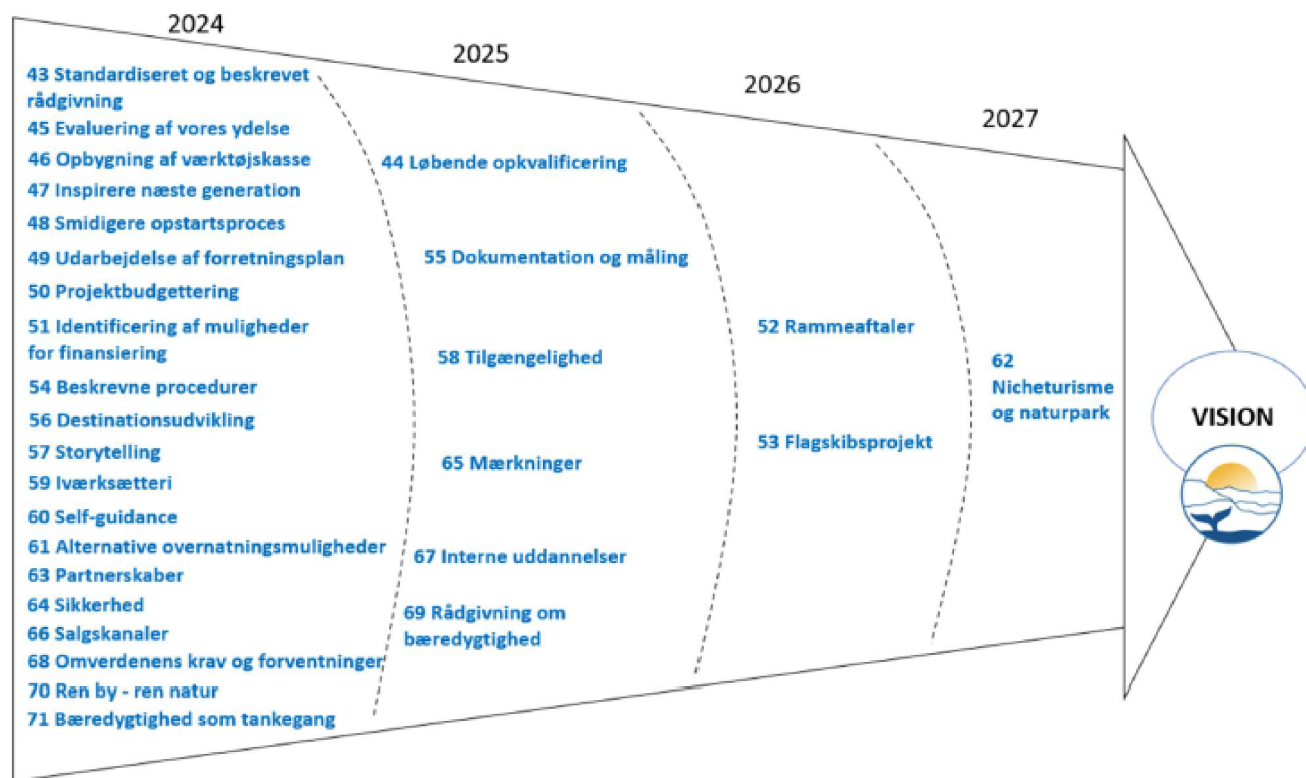 2024
43 Standardiseret og beskrevet
rådgivning
45 Evaluering af vores ydelse
46 Opbygning af værktøjskasse
47 Inspirere næste generation
48 Smidigere opstartsproces
49 Udarbejdelse af forretningsplan
50 Projektbudgettering
51 Identificering af muligheder
for finansiering
54 Beskrevne procedurer
56 Destinationsudvikling
57 Storytelling
59 Iværksætteri
60 Self-guidance
61 Alternative overnatningsmuligheder
63 Partnerskaber
64 Sikkerhed
66 Salgskanaler
68 Omverdenens krav og forventninger
70 Ren by - ren natur
71 Bæredygtighed som tankegang
2025
44 Løbende opkvalificering
55 Dokumentation og måling
58 Tilgængelighed
65 Mærkninger
67 Interne uddannelser
69 Rådgivning om
bæredygtighed
2026
52 Rammeaftaler
53 Flagskibsprojekt
2027
62
Nicheturisme
og naturpark
VISION